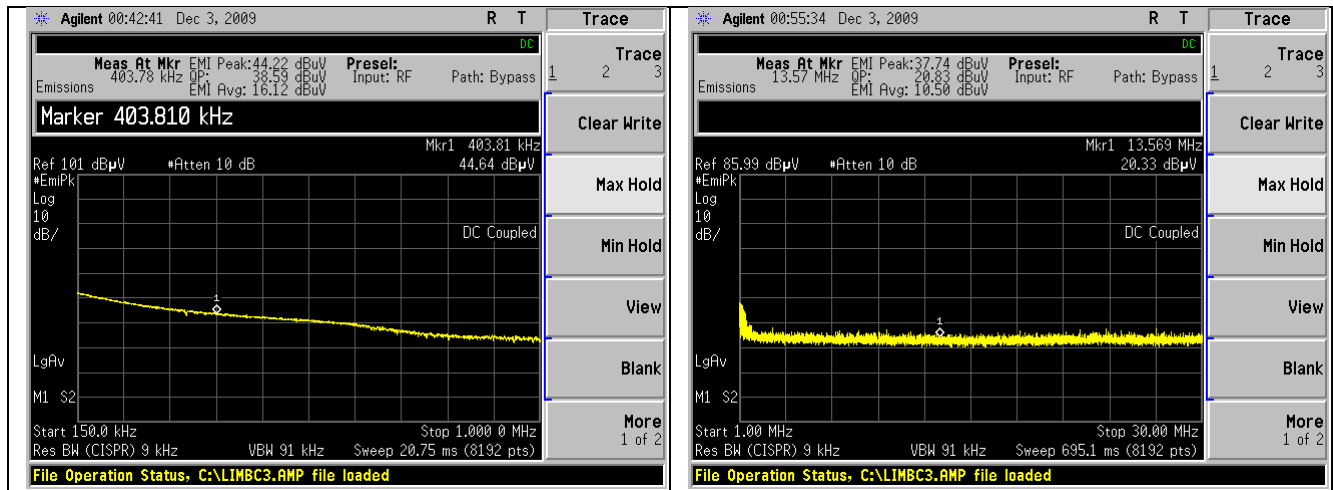 Agilent 00:42:41 Dec 3, 2009 R T
Trace
DC
Meas At Mkr EMI Peak:44.22 dBuV Presel:
403.78 kHz QP: 38.59 dBuV Input: RF Path: Bypass
Emissions EMI Avg: 16.12 dBuV
Marker 403.810 kHz
Mkr1 403.81 kHz
Ref 101 dBµV #Atten 10 dB 44.64 dBµV
#EmiPk
Log
10
dB/
DC Coupled
1
LgAv
M1 S2
Start 150.0 kHz Stop 1.000 0 MHz
Res BW (CISPR) 9 kHz VBW 91 kHz Sweep 20.75 ms (8192 pts)
File Operation Status, C:\LIMBC3.AMP file loaded
Trace
1 2 3
Clear Write
Max Hold
Min Hold
View
Blank
More
1 of 2
Agilent 00:55:34 Dec 3, 2009 R T
Trace
DC
Meas At Mkr EMI Peak:37.74 dBuV Presel:
13.57 MHz QP: 20.83 dBuV Input: RF Path: Bypass
Emissions EMI Avg: 10.50 dBuV
Mkr1 13.569 MHz
Ref 85.99 dBµV #Atten 10 dB 20.33 dBµV
#EmiPk
Log
10
dB/
DC Coupled
1
LgAv
M1 S2
Start 1.00 MHz Stop 30.00 MHz
Res BW (CISPR) 9 kHz VBW 91 kHz Sweep 695.1 ms (8192 pts)
File Operation Status, C:\LIMBC3.AMP file loaded
Trace
1 2 3
Clear Write
Max Hold
Min Hold
View
Blank
More
1 of 2